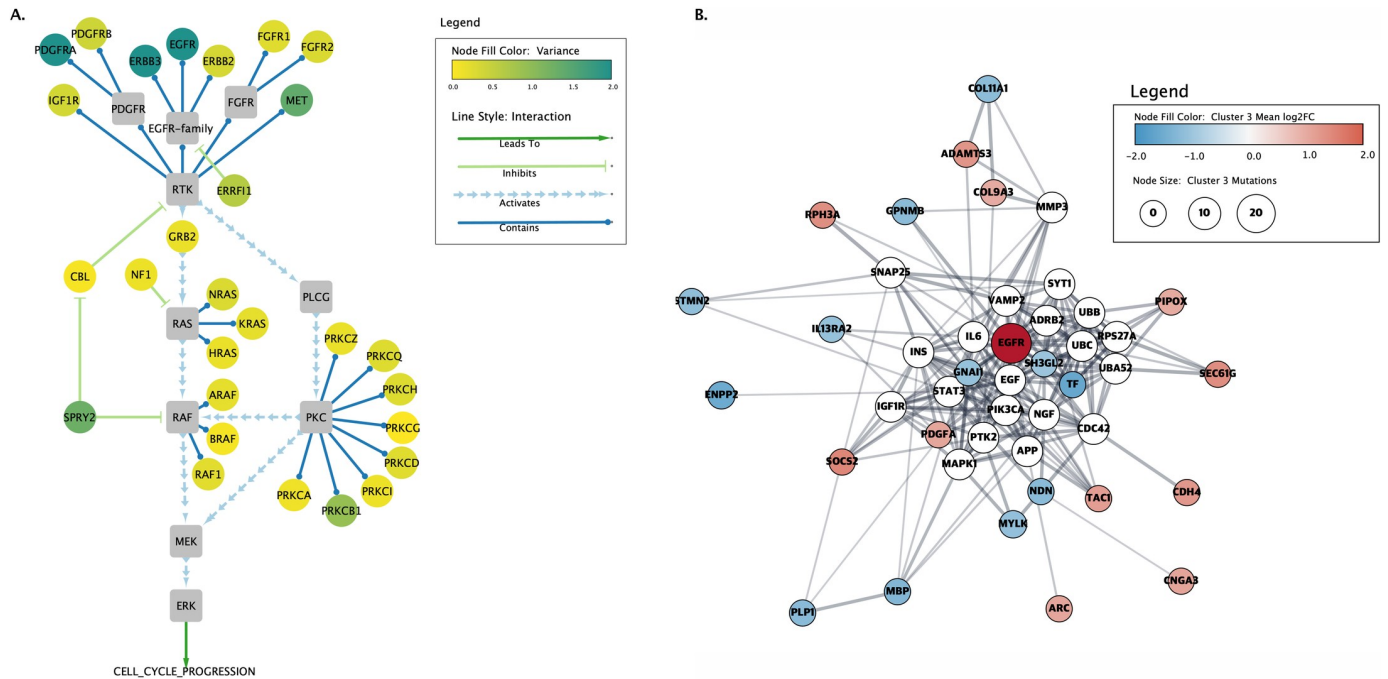 A.
PDGFRB
EGFR
FGFR1
PDGFRA
ERBB3
ERBB2
FGFR2
IGF1R
PDGFR
FGFR
MET
EGFR-family
RTK
ERRFI1
GRB2
CBL
NF1
NRAS
PLCG
RAS
KRAS
HRAS
PRKCZ
PRKCQ
ARAF
PRKCH
SPRY2
RAF
PKC
PRKCG
BRAF
PRKCD
RAF1
PRKCA
PRKCI
PRKCB1
MEK
ERK
CELL_CYCLE_PROGRESSION
Legend
Node Fill Color: Variance
0.0 0.5 1.0 1.5 2.0
Line Style: Interaction
Leads To
Inhibits
Activates
Contains
B.
COL11A1
ADAMTS3
COL9A3
MMP3
RPH3A
GPNMB
SNAP25
SYT1
STMN2
VAMP2
PIPOX
UBB
ADRB2
IL13RA2
IL6
EGFR
RPS27A
UBC
INS
SH3GL2
UBA52
GNAI1
SEC61G
EGF
TF
ENPP2
STAT3
IGF1R
PIK3CA
NGF
CDC42
PDGFA
PTK2
APP
SOCS2
MAPK1
NDN
TAC1
CDH4
MYLK
CNGA3
MBP
PLP1
ARC
Legend
Node Fill Color: Cluster 3 Mean log2FC
-2.0 -1.0 0.0 1.0 2.0
Node Size: Cluster 3 Mutations
0 10 20